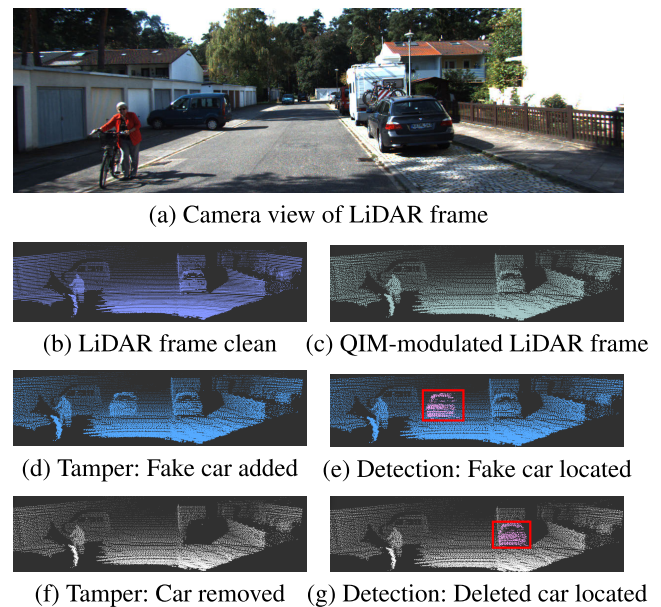 (a) Camera view of LiDAR frame
(b) LiDAR frame clean
(c) QIM-modulated LiDAR frame
(d) Tamper: Fake car added
(e) Detection: Fake car located
(f) Tamper: Car removed
(g) Detection: Deleted car located